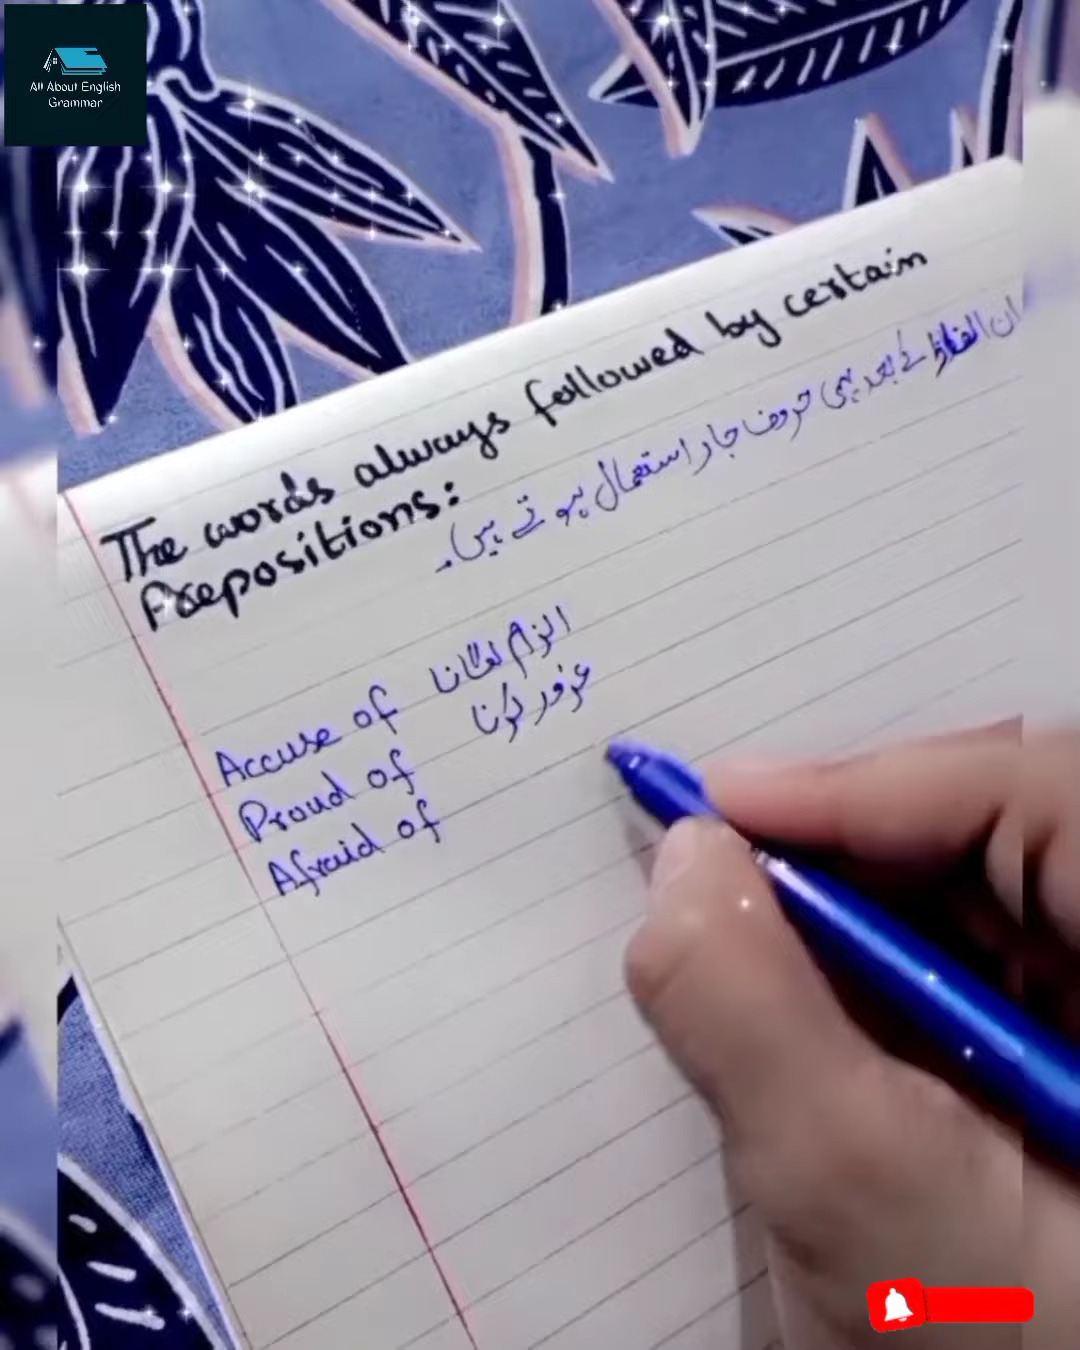 All About English
Grammar
The words always followed by certain
Prepositions:
ان الفاظ کے بعد یہی حروف جار استعمال ہوتے ہیں۔
Accuse of الزام لگانا
Proud of غرور کرنا
Afraid of